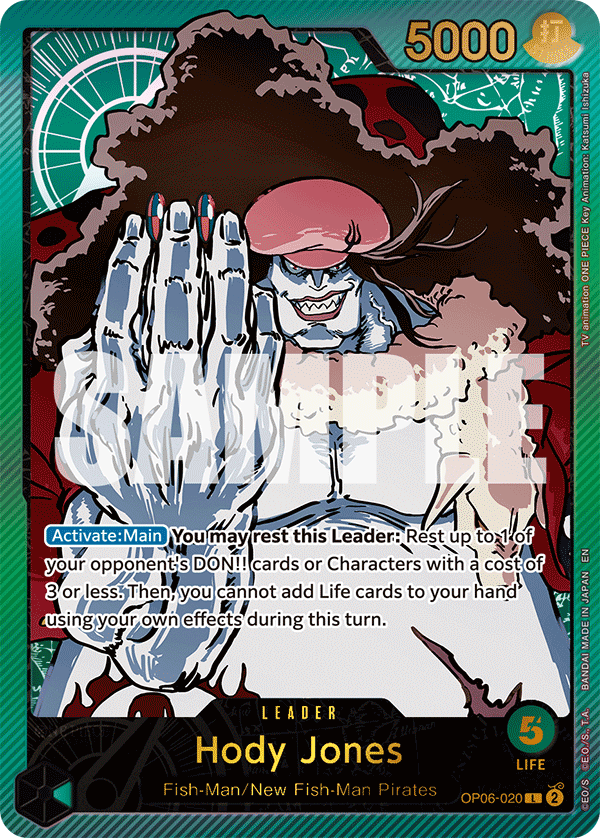 5000
打
SAMPLE
Activate:Main You may rest this Leader: Rest up to 1 of
your opponent's DON!! cards or Characters with a cost of
3 or less. Then, you cannot add Life cards to your hand
using your own effects during this turn.
LEADER
Hody Jones
5
LIFE
Fish-Man/New Fish-Man Pirates
OP06-020 L 2
TV animation ONE PIECE Key Animation: Katsumi Ishizuka
©EO/S ©E.O./S, T.A. BANDAI MADE IN JAPAN EN